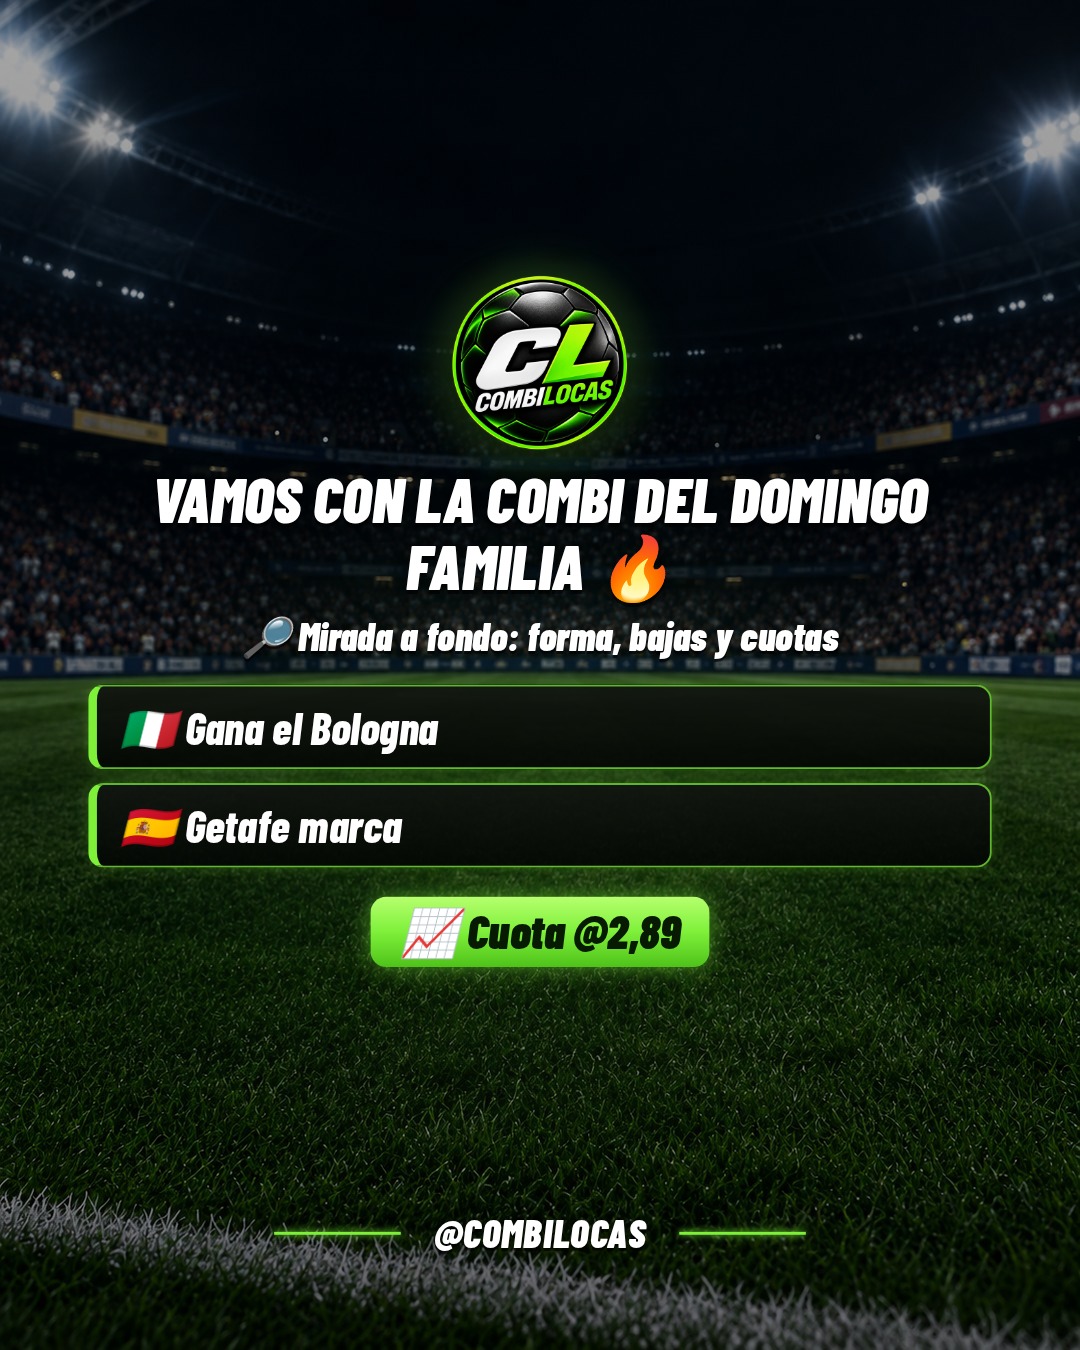 CL
COMBILOCAS
VAMOS CON LA COMBI DEL DOMINGO
FAMILIA 🔥
🔎 Mirada a fondo: forma, bajas y cuotas
🇮🇹 Gana el Bologna
🇪🇸 Getafe marca
📈 Cuota @2,89
@COMBILOCAS